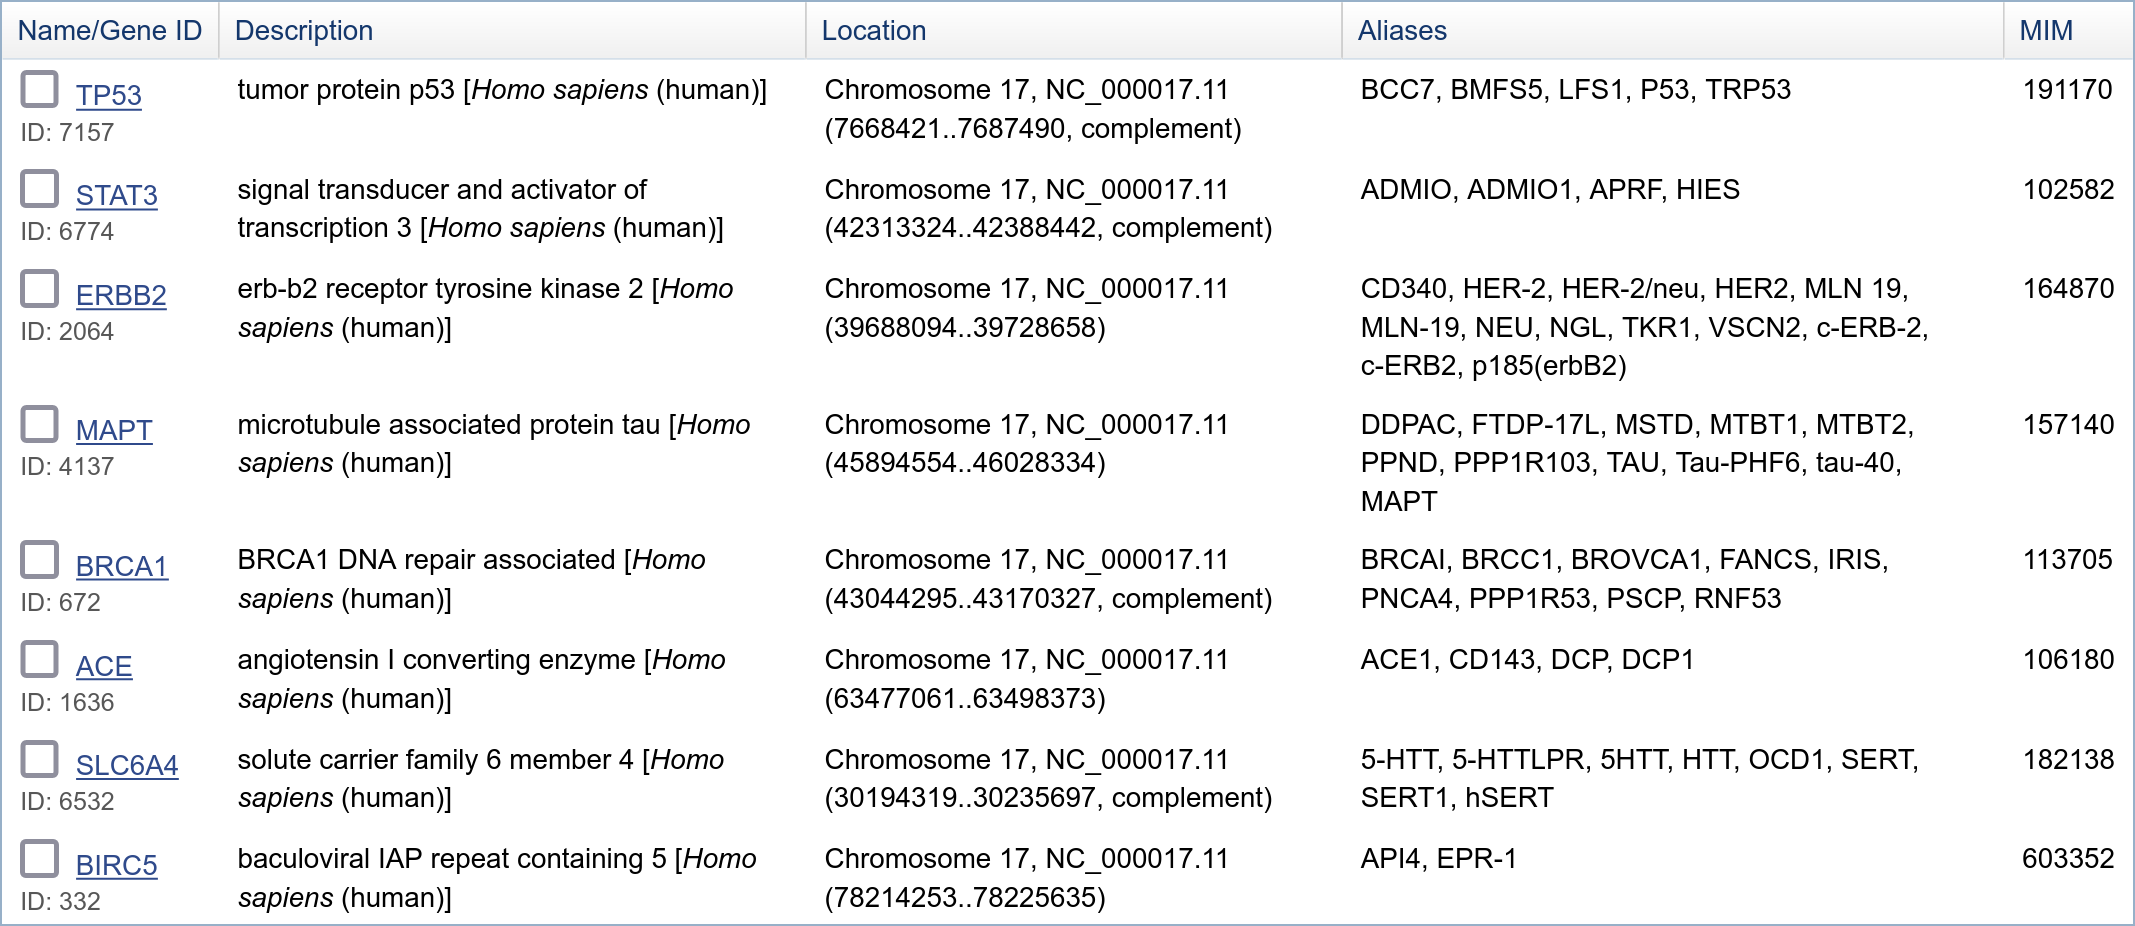 Name/Gene ID Description Location Aliases MIM
TP53 tumor protein p53 [Homo sapiens (human)] Chromosome 17, NC_000017.11 BCC7, BMFS5, LFS1, P53, TRP53 191170
ID: 7157 (7668421..7687490, complement)
STAT3 signal transducer and activator of Chromosome 17, NC_000017.11 ADMIO, ADMIO1, APRF, HIES 102582
ID: 6774 transcription 3 [Homo sapiens (human)] (42313324..42388442, complement)
ERBB2 erb-b2 receptor tyrosine kinase 2 [Homo Chromosome 17, NC_000017.11 CD340, HER-2, HER-2/neu, HER2, MLN 19, 164870
ID: 2064 sapiens (human)] (39688094..39728658) MLN-19, NEU, NGL, TKR1, VSCN2, c-ERB-2,
c-ERB2, p185(erbB2)
MAPT microtubule associated protein tau [Homo Chromosome 17, NC_000017.11 DDPAC, FTDP-17L, MSTD, MTBT1, MTBT2, 157140
ID: 4137 sapiens (human)] (45894554..46028334) PPND, PPP1R103, TAU, Tau-PHF6, tau-40,
MAPT
BRCA1 BRCA1 DNA repair associated [Homo Chromosome 17, NC_000017.11 BRCAI, BRCC1, BROVCA1, FANCS, IRIS, 113705
ID: 672 sapiens (human)] (43044295..43170327, complement) PNCA4, PPP1R53, PSCP, RNF53
ACE angiotensin I converting enzyme [Homo Chromosome 17, NC_000017.11 ACE1, CD143, DCP, DCP1 106180
ID: 1636 sapiens (human)] (63477061..63498373)
SLC6A4 solute carrier family 6 member 4 [Homo Chromosome 17, NC_000017.11 5-HTT, 5-HTTLPR, 5HTT, HTT, OCD1, SERT, 182138
ID: 6532 sapiens (human)] (30194319..30235697, complement) SERT1, hSERT
BIRC5 baculoviral IAP repeat containing 5 [Homo Chromosome 17, NC_000017.11 API4, EPR-1 603352
ID: 332 sapiens (human)] (78214253..78225635)